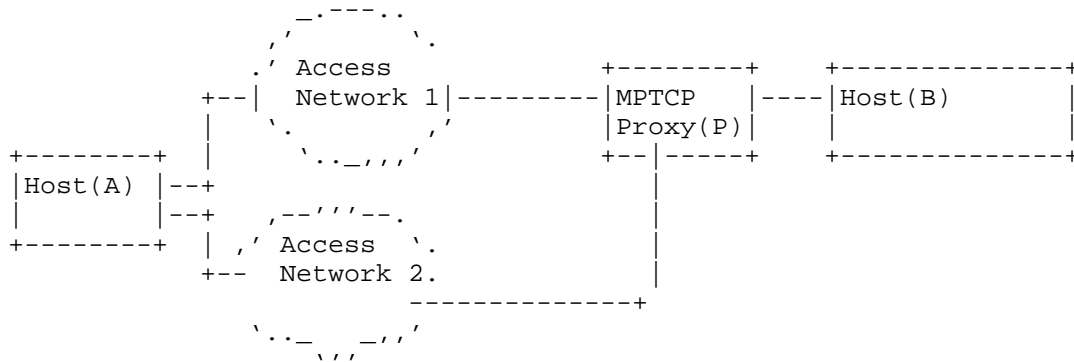 Access
Network 1
MPTCP
Proxy(P)
Host(B)
Host(A)
Access
Network 2.